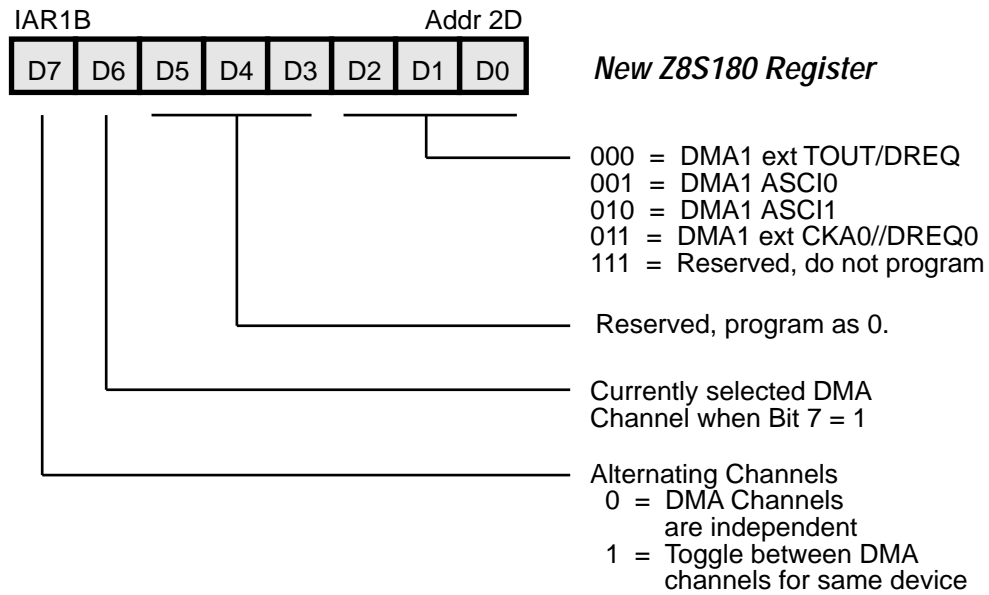 IAR1B Addr 2D
D7 D6 D5 D4 D3 D2 D1 D0
New Z8S180 Register
000 = DMA1 ext TOUT/DREQ
001 = DMA1 ASCI0
010 = DMA1 ASCI1
011 = DMA1 ext CKA0//DREQ0
111 = Reserved, do not program
Reserved, program as 0.
Currently selected DMA
Channel when Bit 7 = 1
Alternating Channels
0 = DMA Channels
are independent
1 = Toggle between DMA
channels for same device